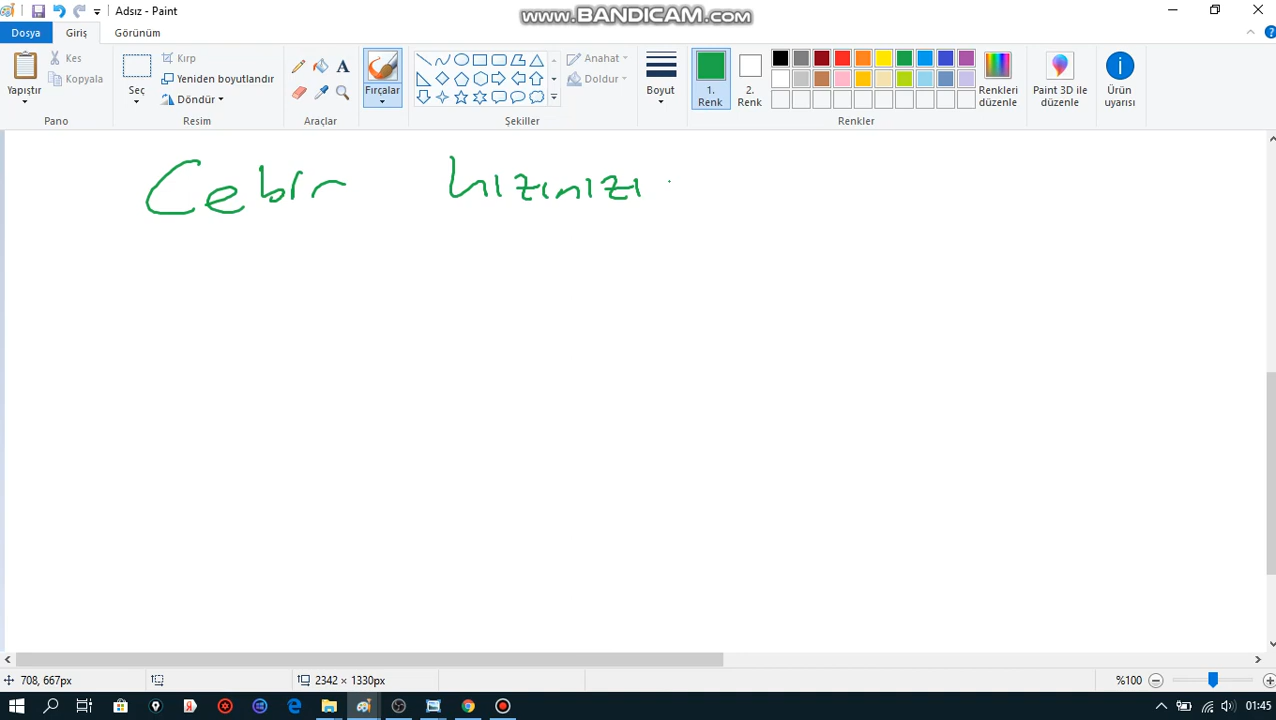 Adsız - Paint
www.BANDICAM.com
Dosya Giriş Görünüm
Yapıştır
Kes
Kopyala
Pano
Seç
Kırp
Yeniden boyutlandır
Döndür
Resim
A
Araçlar
Fırçalar
Anahat
Doldur
Şekiller
Boyut
1. Renk
2. Renk
Renkleri düzenle
Renkler
Paint 3D ile düzenle
Ürün uyarısı
Cebir hızınızı
708, 667px
2342 × 1330px
%100
01:45